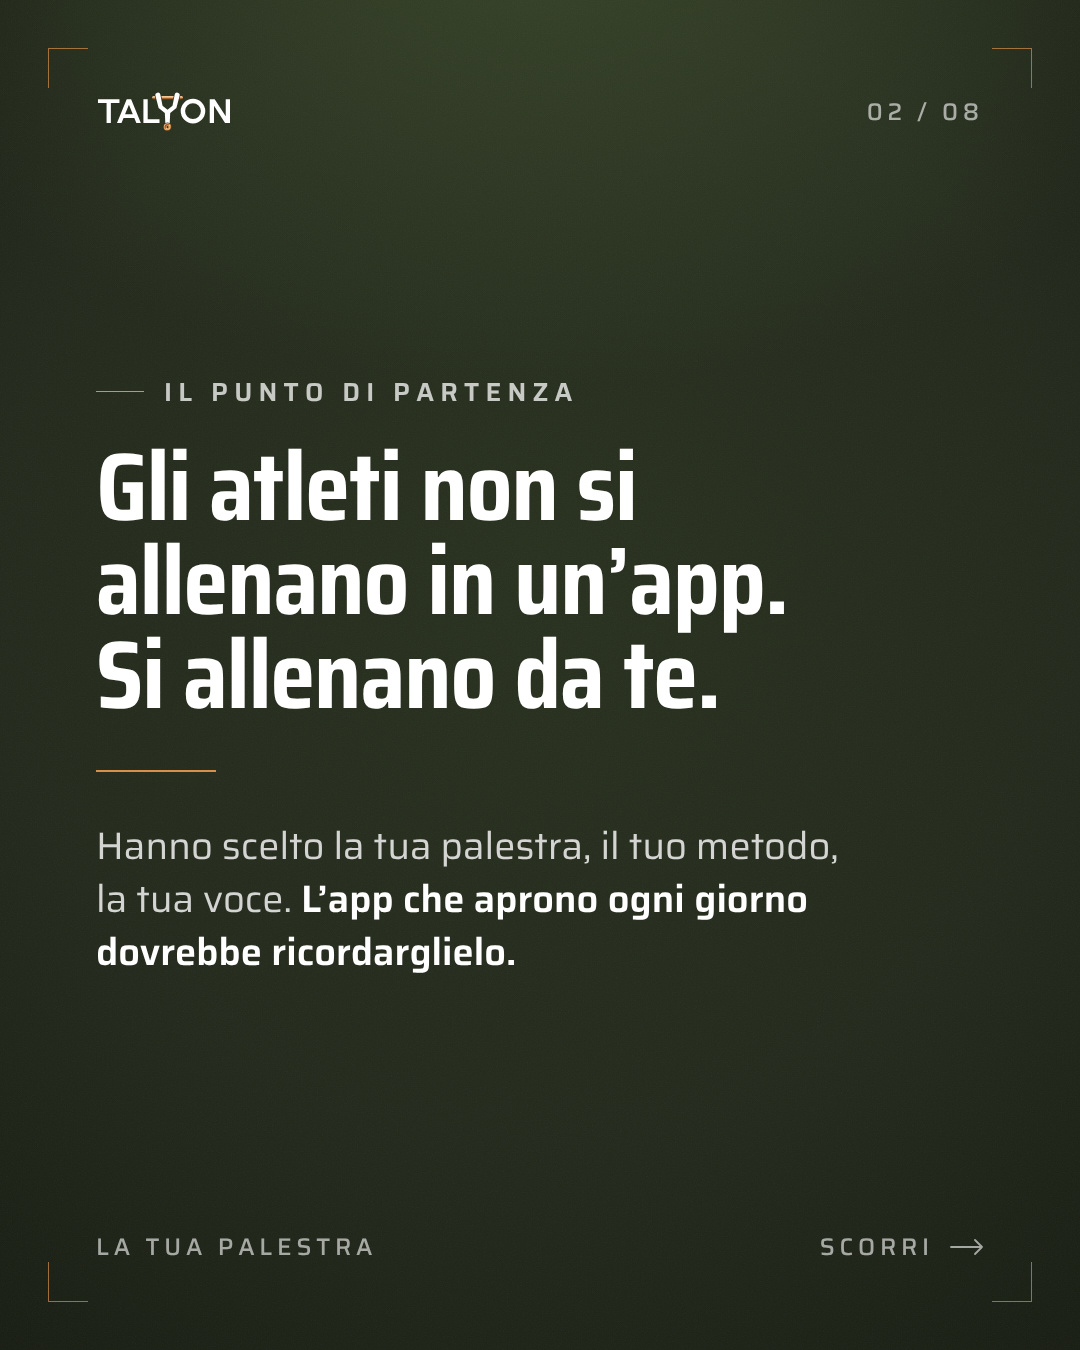 TALYON
02 / 08
IL PUNTO DI PARTENZA
Gli atleti non si
allenano in un’app.
Si allenano da te.
Hanno scelto la tua palestra, il tuo metodo,
la tua voce. L’app che aprono ogni giorno
dovrebbe ricordarglielo.
LA TUA PALESTRA
SCORRI →